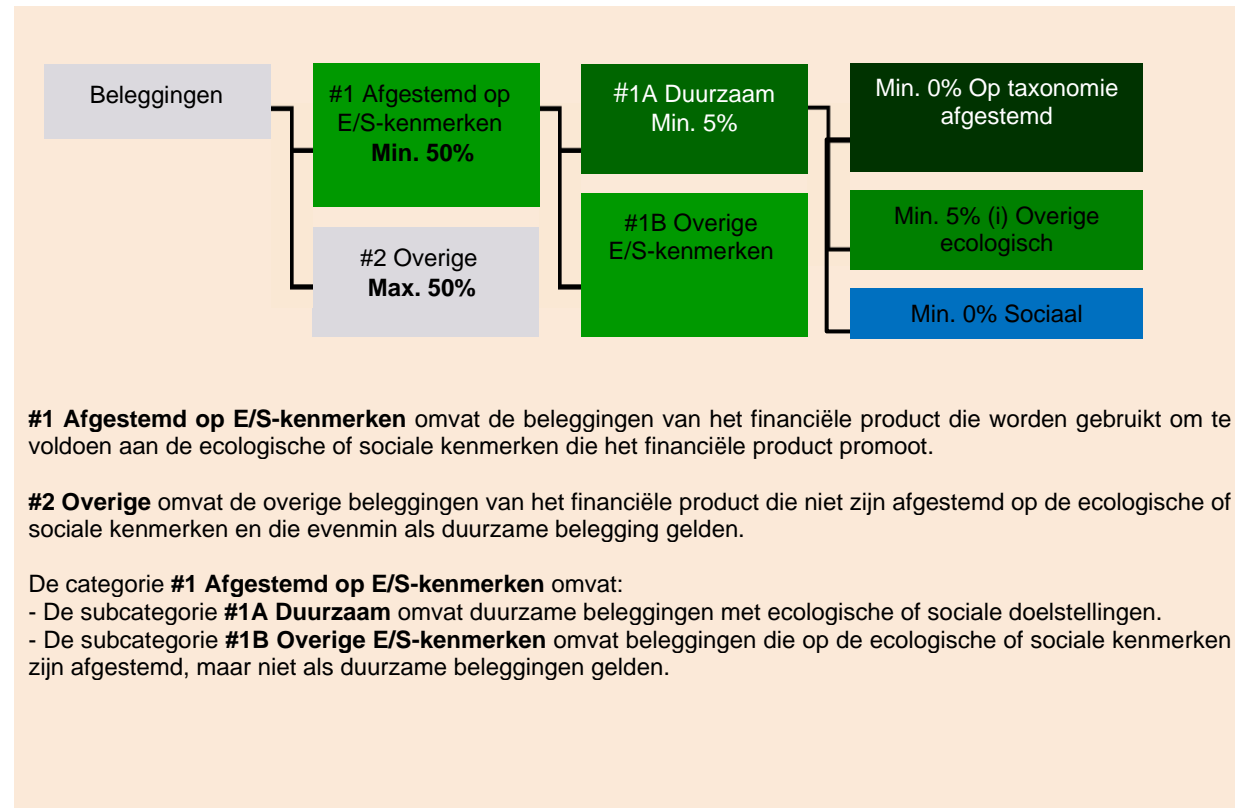 Beleggingen
#1 Afgestemd op
E/S-kenmerken
Min. 50%
#2 Overige
Max. 50%
#1A Duurzaam
Min. 5%
#1B Overige
E/S-kenmerken
Min. 0% Op taxonomie
afgestemd
Min. 5% (i) Overige
ecologisch
Min. 0% Sociaal
#1 Afgestemd op E/S-kenmerken omvat de beleggingen van het financiële product die worden gebruikt om te
voldoen aan de ecologische of sociale kenmerken die het financiële product promoot.
#2 Overige omvat de overige beleggingen van het financiële product die niet zijn afgestemd op de ecologische of
sociale kenmerken en die evenmin als duurzame belegging gelden.
De categorie #1 Afgestemd op E/S-kenmerken omvat:
- De subcategorie #1A Duurzaam omvat duurzame beleggingen met ecologische of sociale doelstellingen.
- De subcategorie #1B Overige E/S-kenmerken omvat beleggingen die op de ecologische of sociale kenmerken
zijn afgestemd, maar niet als duurzame beleggingen gelden.